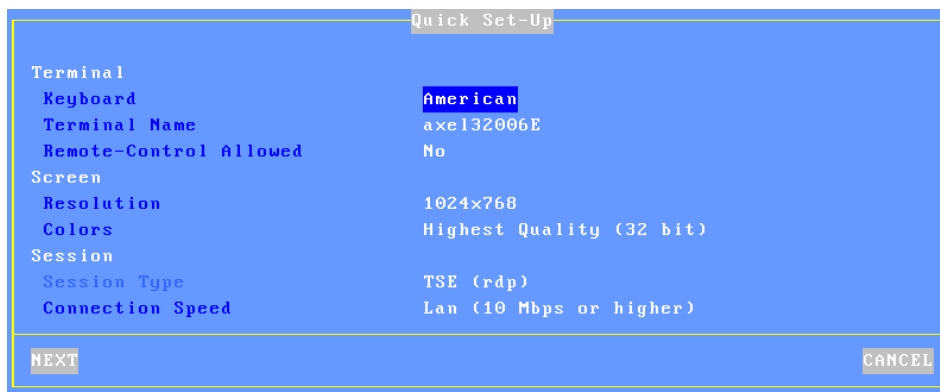 Quick Set-Up
Terminal
Keyboard American
Terminal Name axel32006E
Remote-Control Allowed No
Screen
Resolution 1024x768
Colors Highest Quality (32 bit)
Session
Session Type TSE (rdp)
Connection Speed Lan (10 Mbps or higher)
NEXT CANCEL